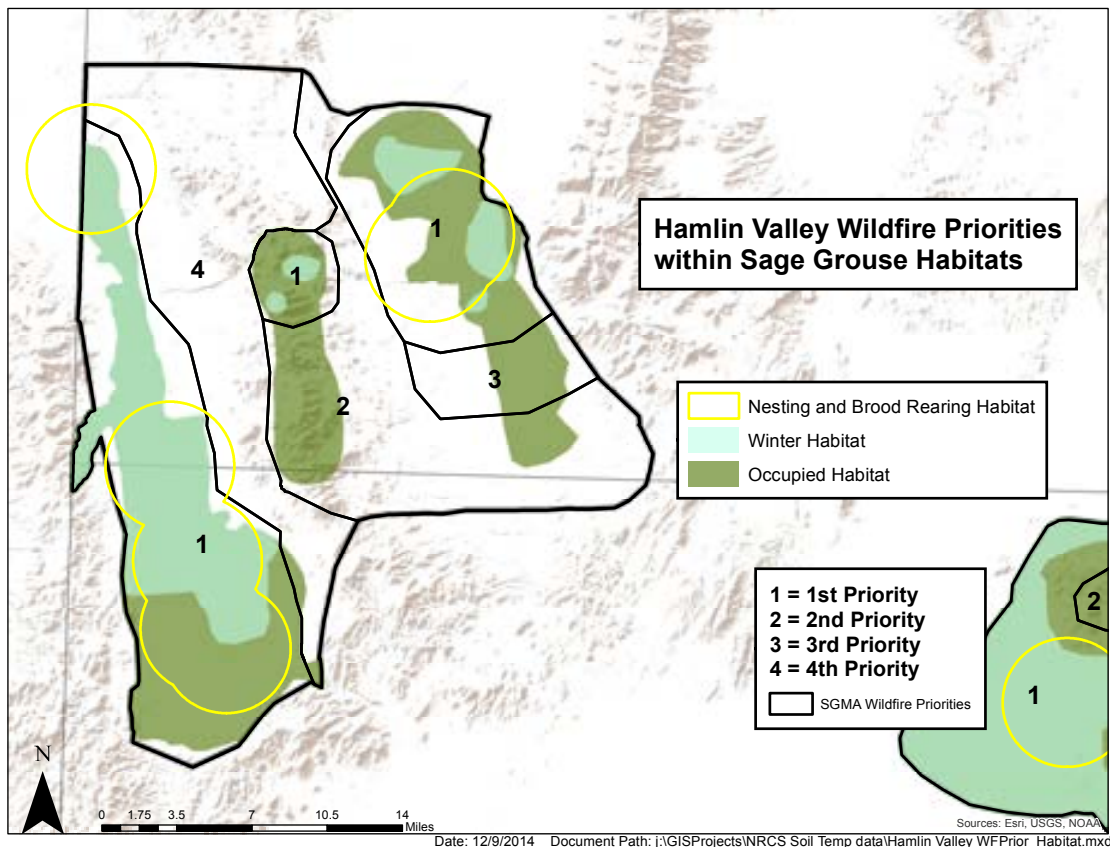 Hamlin Valley Wildfire Priorities
within Sage Grouse Habitats
4
1
1
2
3
1
Nesting and Brood Rearing Habitat
Winter Habitat
Occupied Habitat
1 = 1st Priority
2 = 2nd Priority
3 = 3rd Priority
4 = 4th Priority
SGMA Wildfire Priorities
2
1
N
0 1.75 3.5 7 10.5 14
Miles
Sources: Esri, USGS, NOAA
Date: 12/9/2014 Document Path: j:\GISProjects\NRCS Soil Temp data\Hamlin Valley WFPrior_Habitat.mxd